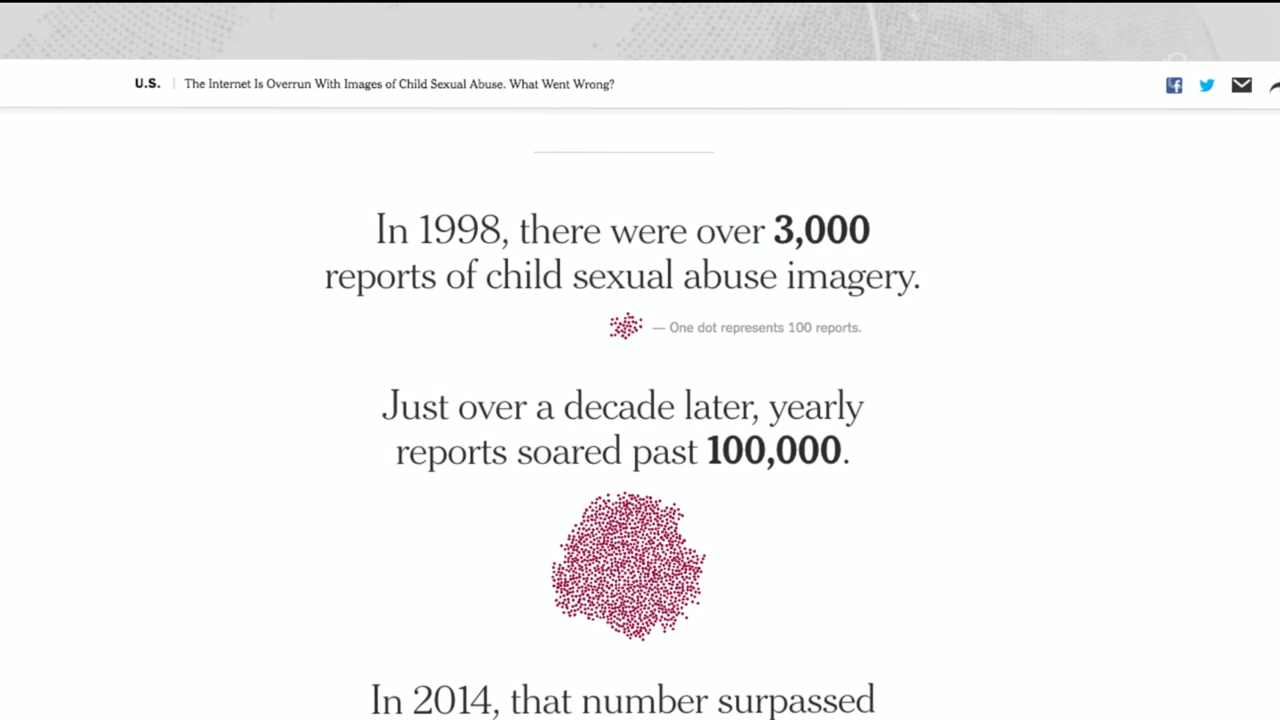 U.S. | The Internet Is Overrun With Images of Child Sexual Abuse. What Went Wrong?
In 1998, there were over 3,000
reports of child sexual abuse imagery.
— One dot represents 100 reports.
Just over a decade later, yearly
reports soared past 100,000.
In 2014, that number surpassed